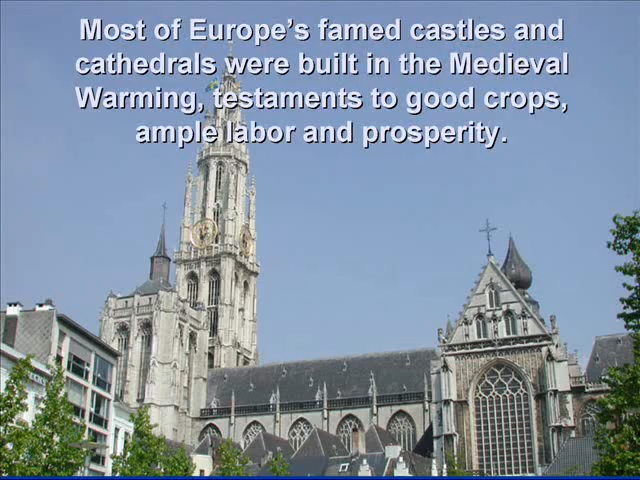 Most of Europe's famed castles and
cathedrals were built in the Medieval
Warming, testaments to good crops,
ample labor and prosperity.